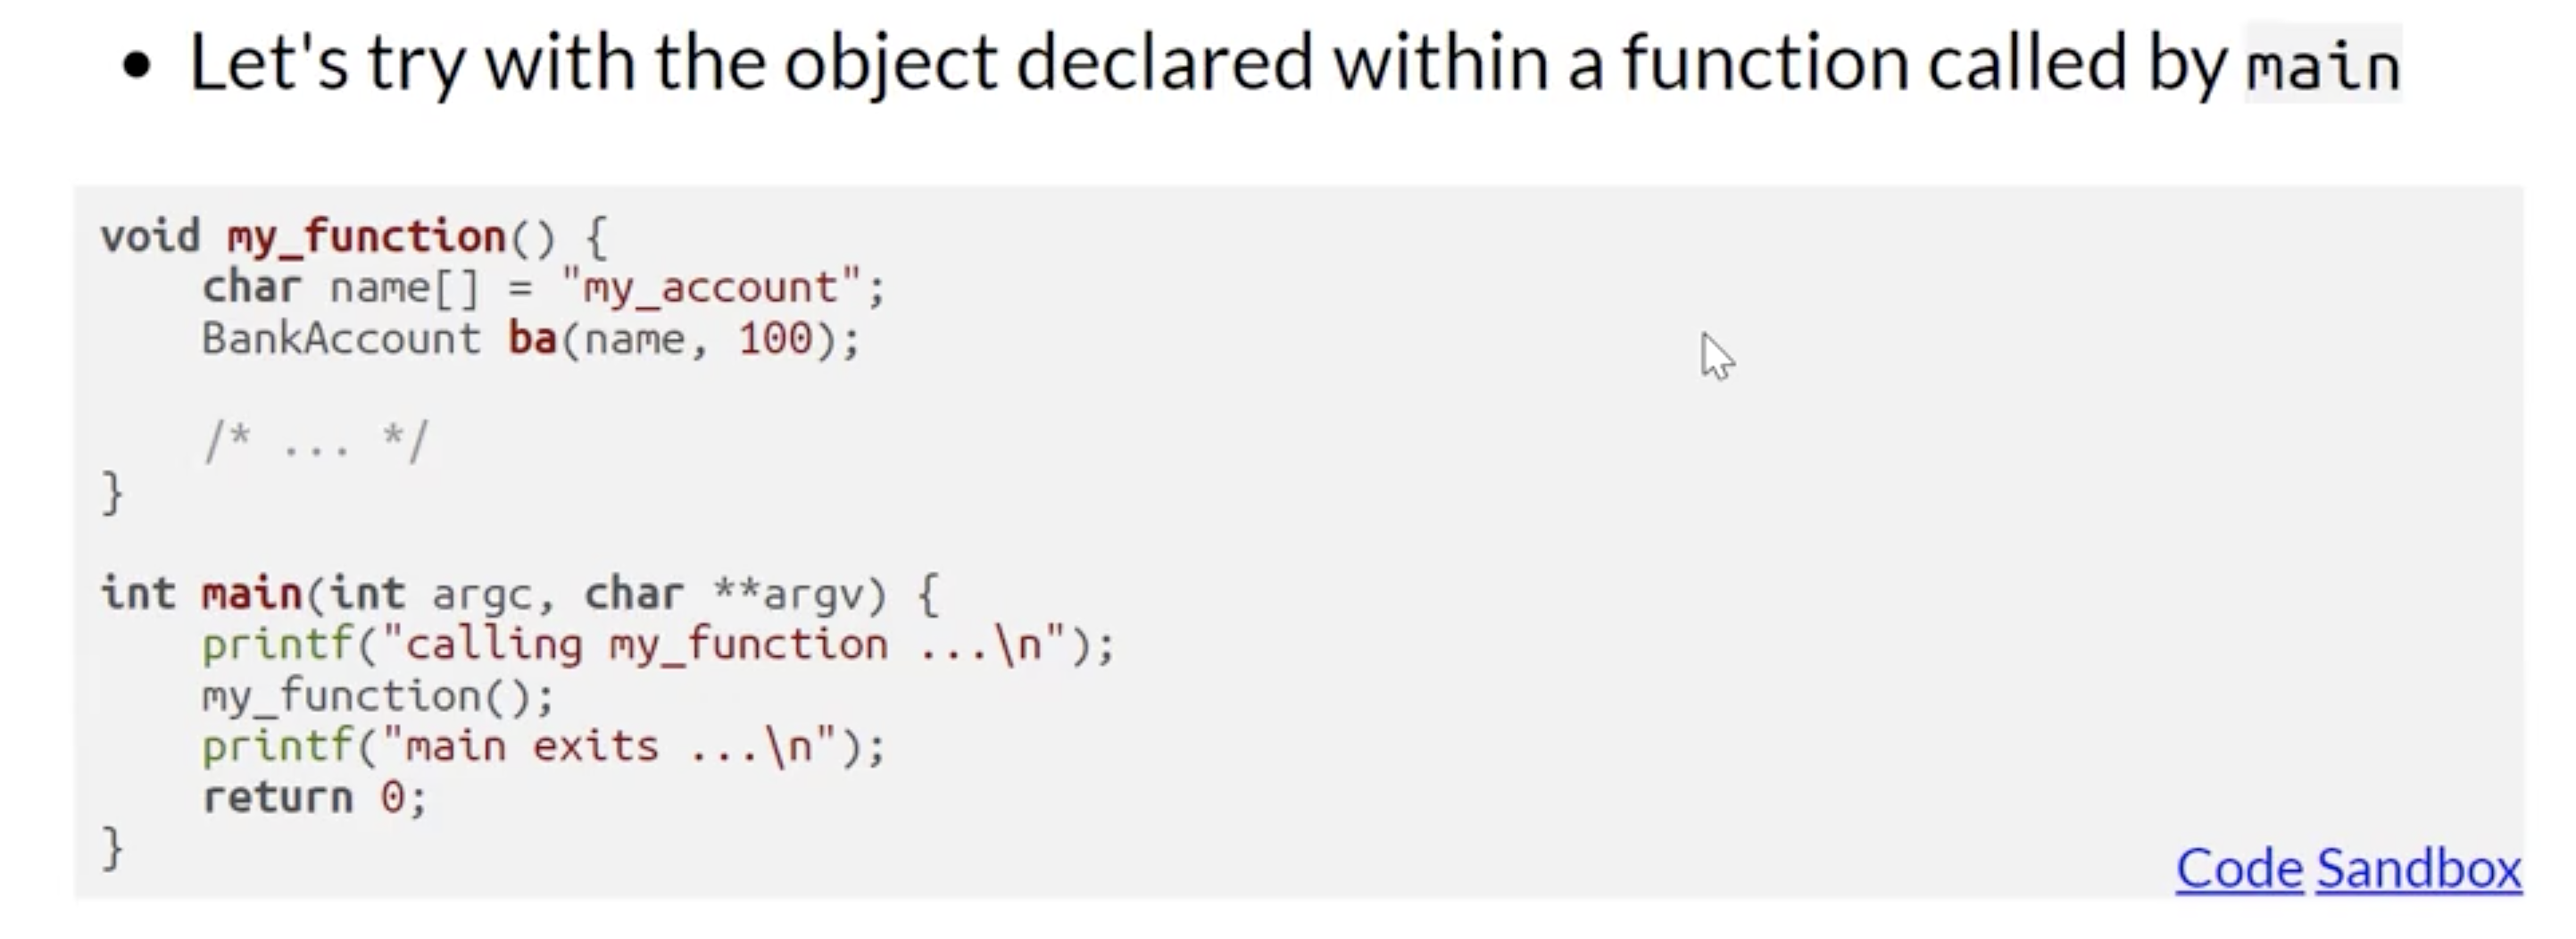 • Let's try with the object declared within a function called by main
void my_function() {
    char name[] = "my_account";
    BankAccount ba(name, 100);
    /* ... */
}
int main(int argc, char **argv) {
    printf("calling my_function ...\n");
    my_function();
    printf("main exits ...\n");
    return 0;
}
Code Sandbox